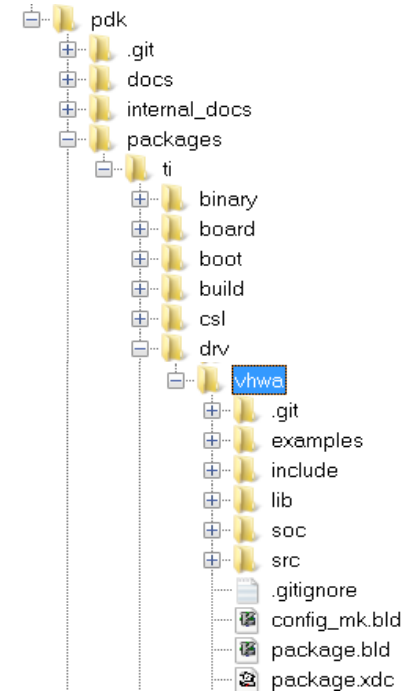 pdk
.git
docs
internal_docs
packages
ti
binary
board
boot
build
csl
drv
vhwa
.git
examples
include
lib
soc
src
.gitignore
config_mk.bld
package.bld
package.xdc